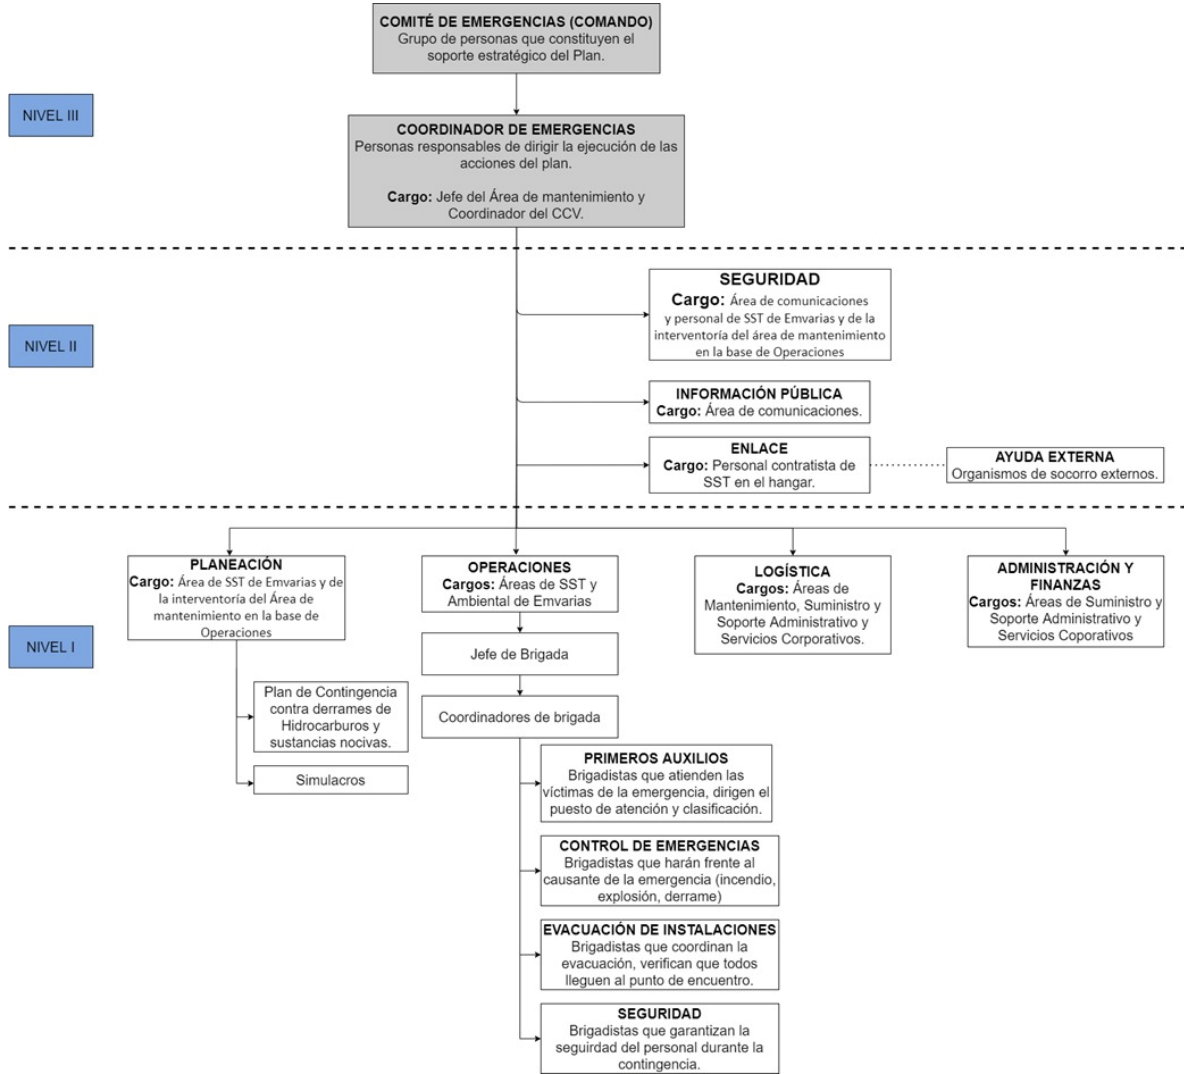 COMITÉ DE EMERGENCIAS (COMANDO)
Grupo de personas que constituyen el
soporte estratégico del Plan.
NIVEL III
COORDINADOR DE EMERGENCIAS
Personas responsables de dirigir la ejecución de las
acciones del plan.
Cargo: Jefe del Área de mantenimiento y
Coordinador del CCV.
NIVEL II
SEGURIDAD
Cargo: Área de comunicaciones
y personal de SST de Emvarias y de la
interventoría del área de mantenimiento
en la base de Operaciones
INFORMACIÓN PÚBLICA
Cargo: Área de comunicaciones.
ENLACE
Cargo: Personal contratista de
SST en el hangar.
AYUDA EXTERNA
Organismos de socorro externos.
NIVEL I
PLANEACIÓN
Cargo: Área de SST de Emvarias y de
la interventoría del Área de
mantenimiento en la base de
Operaciones
Plan de Contingencia
contra derrames de
Hidrocarburos y
sustancias nocivas.
Simulacros
OPERACIONES
Cargos: Áreas de SST y
Ambiental de Emvarias
Jefe de Brigada
Coordinadores de brigada
PRIMEROS AUXILIOS
Brigadistas que atienden las
víctimas de la emergencia, dirigen el
puesto de atención y clasificación.
CONTROL DE EMERGENCIAS
Brigadistas que harán frente al
causante de la emergencia (incendio,
explosión, derrame)
EVACUACIÓN DE INSTALACIONES
Brigadistas que coordinan la
evacuación, verifican que todos
lleguen al punto de encuentro.
SEGURIDAD
Brigadistas que garantizan la
seguirdad del personal durante la
contingencia.
LOGÍSTICA
Cargos: Áreas de
Mantenimiento, Suministro y
Soporte Administrativo y
Servicios Corporativos.
ADMINISTRACIÓN Y
FINANZAS
Cargos: Áreas de Suministro y
Soporte Administrativo y
Servicios Coporativos